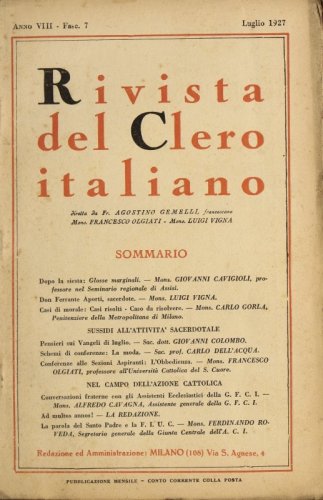 ANNO VIII - Fasc. 7
Luglio 1927
Rivista
del Clero
italiano
diretta da Fr. AGOSTINO GEMELLI, francescano
Mons. FRANCESCO OLGIATI - Mons. LUIGI VIGNA
SOMMARIO
Dopo la siesta: Glosse marginali. — Mons. GIOVANNI CAVIGIOLI, pro-
fessore nel Seminario regionale di Assisi.
Don Ferrante Aporti, sacerdote. — Mons. LUIGI VIGNA.
Casi di morale: Casi risolti - Caso da risolvere. — Mons. CARLO GORLA,
Penitenziere della Metropolitana di Milano.
SUSSIDI ALL'ATTIVITA' SACERDOTALE
Pensieri sui Vangeli di luglio. — Sac. dott. GIOVANNI COLOMBO.
Schemi di conferenze: La moda. — Sac. prof. CARLO DELL'ACQUA.
Conferenze alle Sezioni Aspiranti: L'Obbedienza. — Mons. FRANCESCO
OLGIATI, professore all'Università Cattolica del S. Cuore.
NEL CAMPO DELL'AZIONE CATTOLICA
Conversazioni fraterne con gli Assistenti Ecclesiastici della G. F. C. I. —
Mons. ALFREDO CAVAGNA, Assistente generale della G. F. C. I.
Ad multos annos! — LA REDAZIONE.
La parola del Santo Padre e la F. I. U. C. — Mons. FERDINANDO RO-
VEDA, Segretario generale della Giunta Centrale dell'A. C. I.
Redazione ed Amministrazione: MILANO (108) Via S. Agnese, 4
PUBBLICAZIONE MENSILE - CONTO CORRENTE COLLA POSTA